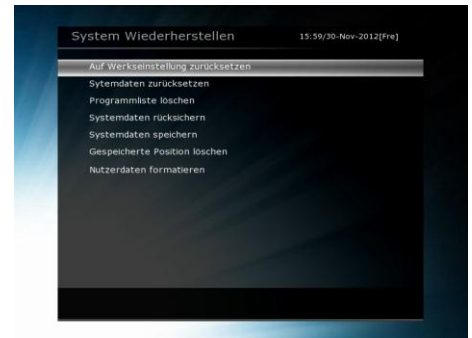 System Wiederherstellen 15:59/30-Nov-2012[Fre]
Auf Werkseinstellung zurücksetzen
Sytemdaten zurücksetzen
Programmliste löschen
Systemdaten rücksichern
Systemdaten speichern
Gespeicherte Position löschen
Nutzerdaten formatieren